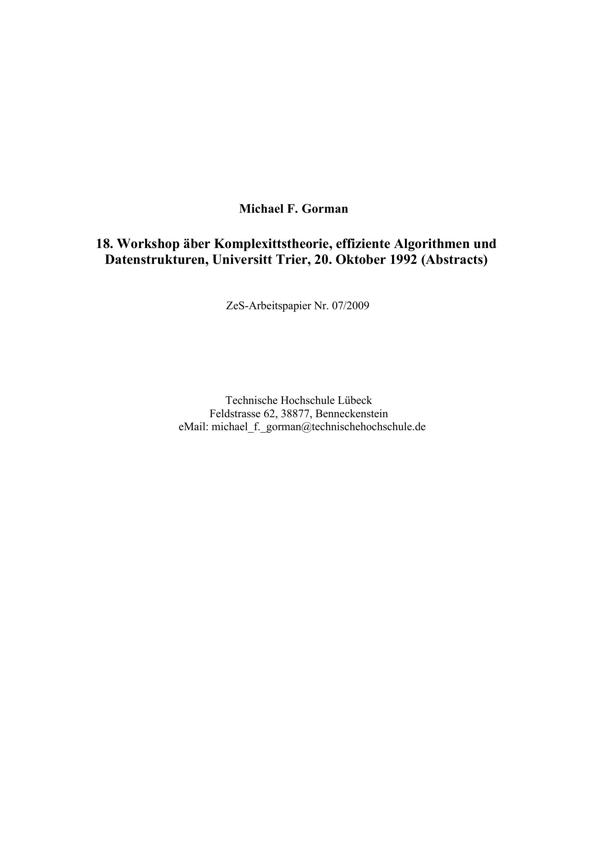 Michael F. Gorman
18. Workshop äber Komplexittstheorie, effiziente Algorithmen und
Datenstrukturen, Universitt Trier, 20. Oktober 1992 (Abstracts)
ZeS-Arbeitspapier Nr. 07/2009
Technische Hochschule Lübeck
Feldstrasse 62, 38877, Benneckenstein
eMail: michael_f._gorman@technischehochschule.de